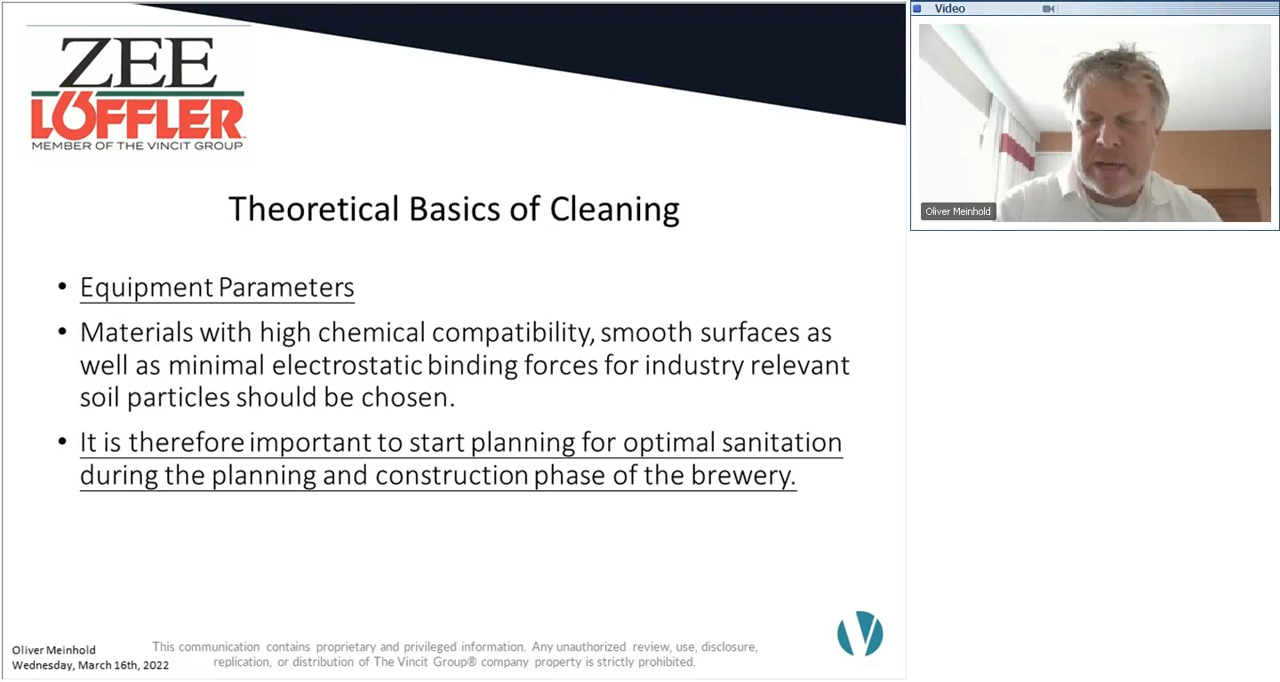 ZEE
LÖFFLER
MEMBER OF THE VINCIT GROUP
Theoretical Basics of Cleaning
• Equipment Parameters
• Materials with high chemical compatibility, smooth surfaces as
well as minimal electrostatic binding forces for industry relevant
soil particles should be chosen.
• It is therefore important to start planning for optimal sanitation
during the planning and construction phase of the brewery.
Oliver Meinhold
Wednesday, March 16th, 2022
This communication contains proprietary and privileged information. Any unauthorized review, use, disclosure,
replication, or distribution of The Vincit Group® company property is strictly prohibited.
V
Video
Oliver Meinhold